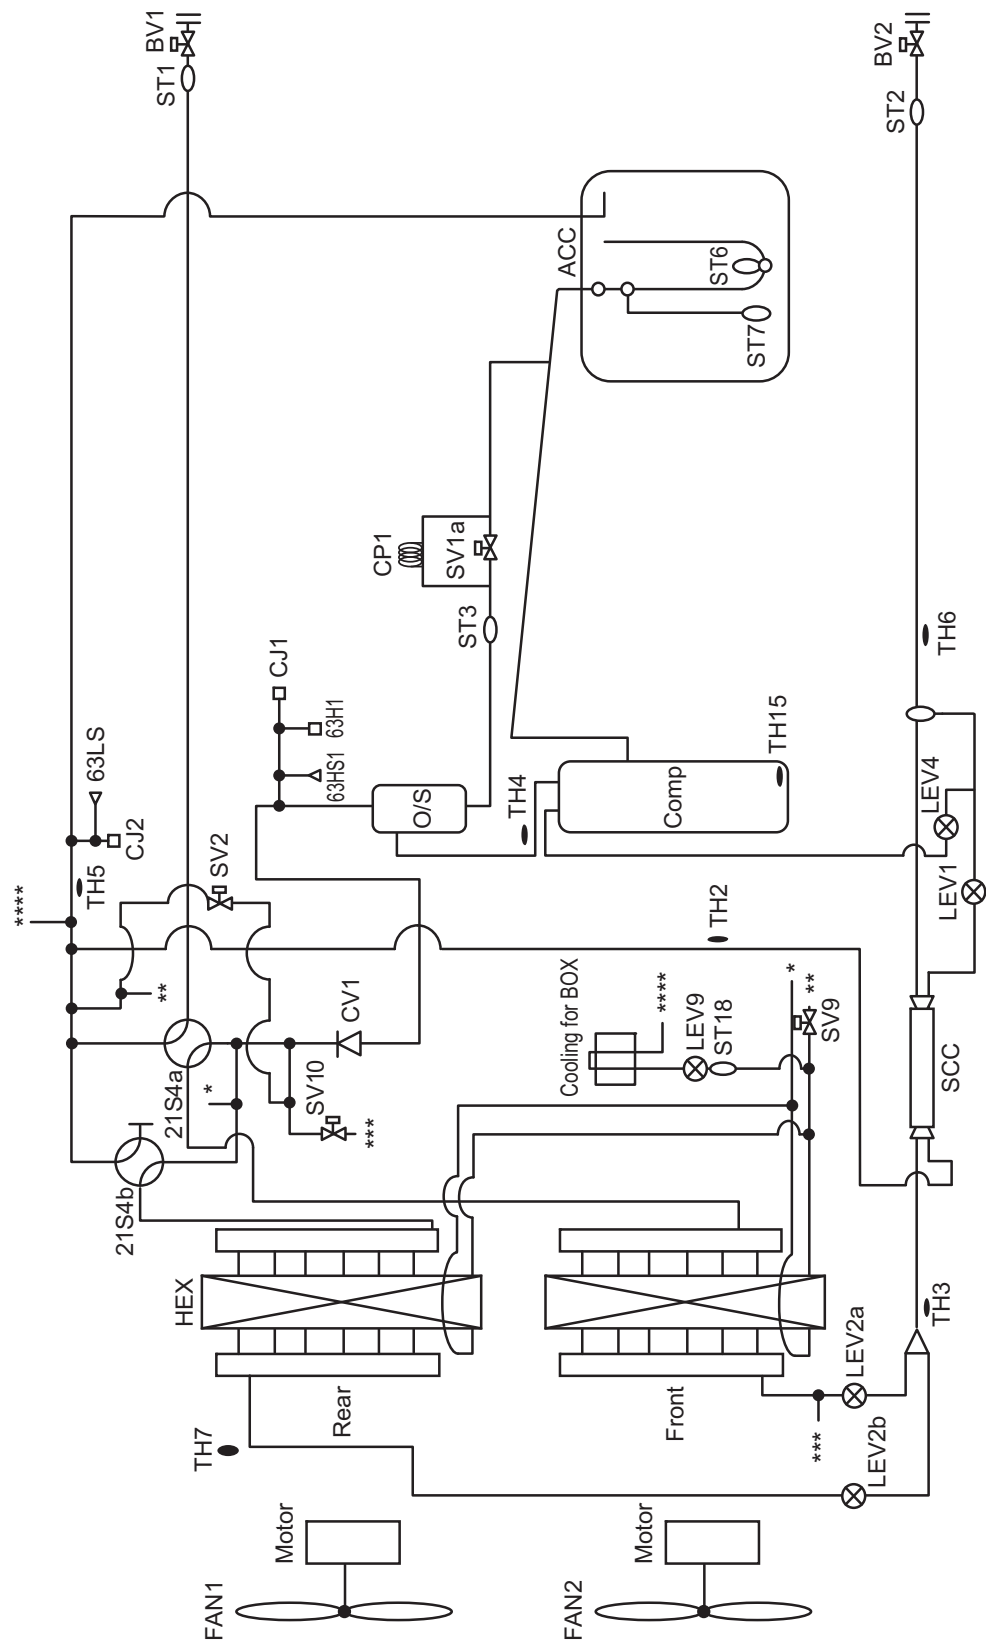 BV1
ST1
BV2
ST2
ACC
ST6
ST7
CP1
SV1a
ST3
CJ1
63H1
63HS1
O/S
TH4
Comp
TH15
TH6
63LS
CJ2
TH5
****
SV2
**
CV1
21S4a
*
SV10
***
21S4b
TH2
Cooling for BOX
****
LEV9
ST18
*
**
SV9
LEV4
LEV1
SCC
HEX
TH3
Rear
Front
LEV2a
***
LEV2b
TH7
Motor
FAN1
Motor
FAN2